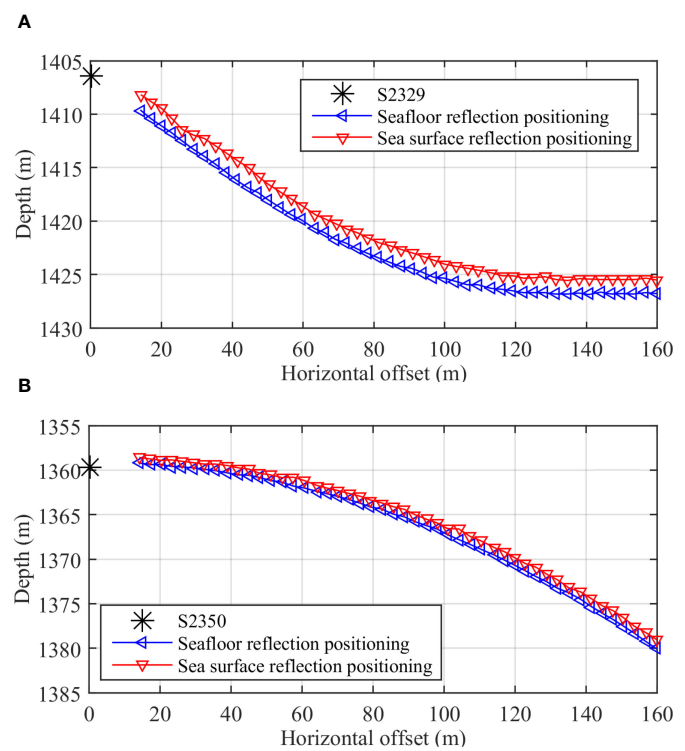 A
1405
1410
1415
1420
1425
1430
Depth (m)
S2329
Seafloor reflection positioning
Sea surface reflection positioning
0 20 40 60 80 100 120 140 160
Horizontal offset (m)
B
1355
1360
1365
1370
1375
1380
1385
Depth (m)
S2350
Seafloor reflection positioning
Sea surface reflection positioning
0 20 40 60 80 100 120 140 160
Horizontal offset (m)